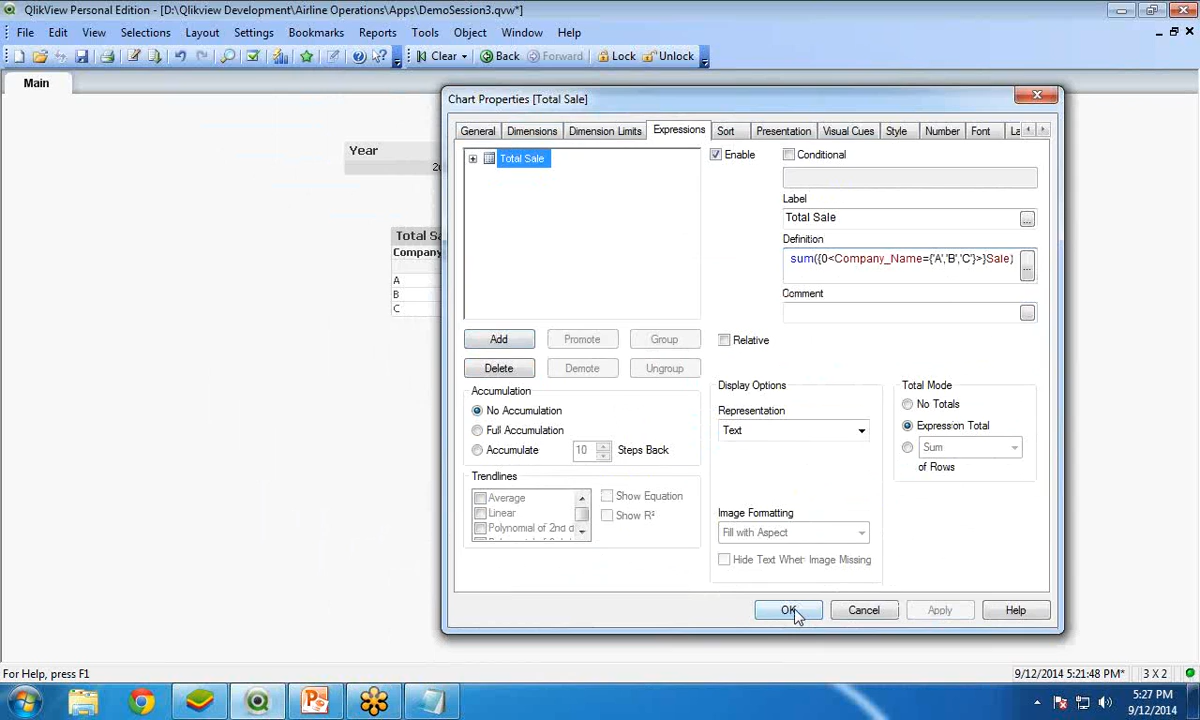 QlikView Personal Edition - [D:\Qlikview Development\Airline Operations\Apps\DemoSession3.qvw*]
File Edit View Selections Layout Settings Bookmarks Reports Tools Object Window Help
Clear Back Forward Lock Unlock
Main
Chart Properties [Total Sale]
General Dimensions Dimension Limits Expressions Sort Presentation Visual Cues Style Number Font
Year
Total Sale
Enable
Conditional
Label
Total Sale
Definition
sum({0<Company_Name={'A','B','C'}>}Sale)
Company
A
B
C
Comment
Add Promote Group
Relative
Delete Demote Ungroup
Accumulation
No Accumulation
Full Accumulation
Accumulate 10 Steps Back
Display Options
Representation
Text
Total Mode
No Totals
Expression Total
Sum
of Rows
Trendlines
Average
Linear
Polynomial of 2nd d
Show Equation
Show R²
Image Formatting
Fill with Aspect
Hide Text When Image Missing
OK Cancel Apply Help
For Help, press F1
9/12/2014 5:21:48 PM* 3 X 2
5:27 PM
9/12/2014